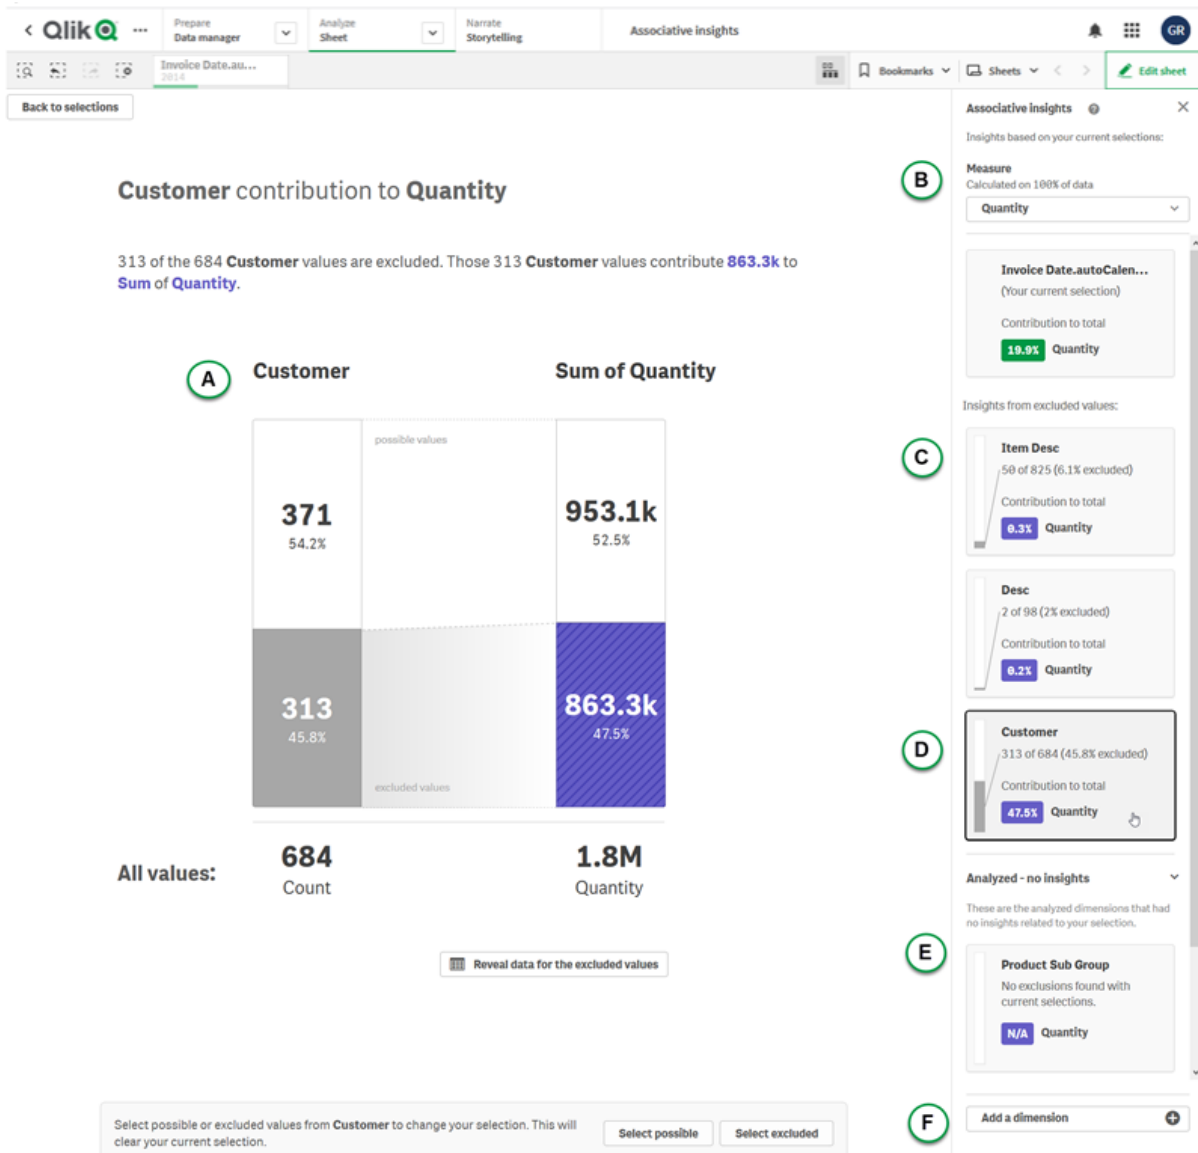 Qlik
Prepare
Data manager
Analyze
Sheet
Narrate
Storytelling
Associative insights
GR
Invoice Date.au...
2014
Bookmarks
Sheets
Edit sheet
Back to selections
Customer contribution to Quantity
313 of the 684 Customer values are excluded. Those 313 Customer values contribute 863.3k to
Sum of Quantity.
A
Customer
Sum of Quantity
possible values
371
54.2%
953.1k
52.5%
313
45.8%
863.3k
47.5%
excluded values
All values:
684
Count
1.8M
Quantity
Reveal data for the excluded values
Select possible or excluded values from Customer to change your selection. This will
clear your current selection.
Select possible
Select excluded
Associative insights
Insights based on your current selections:
B
Measure
Calculated on 100% of data
Quantity
Invoice Date.autoCalen...
(Your current selection)
Contribution to total
19.9% Quantity
Insights from excluded values:
C
Item Desc
50 of 825 (6.1% excluded)
Contribution to total
0.3% Quantity
Desc
2 of 98 (2% excluded)
Contribution to total
0.2% Quantity
D
Customer
313 of 684 (45.8% excluded)
Contribution to total
47.5% Quantity
Analyzed - no insights
These are the analyzed dimensions that had
no insights related to your selection.
E
Product Sub Group
No exclusions found with
current selections.
N/A Quantity
F
Add a dimension